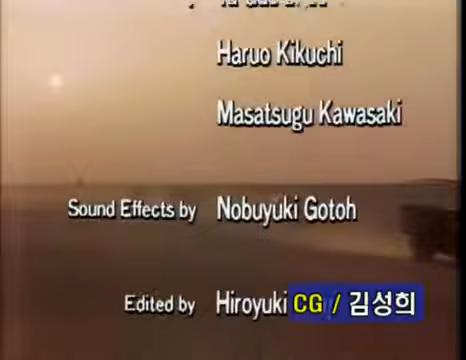 Haruo Kikuchi
Masatsugu Kawasaki
Sound Effects by Nobuyuki Gotoh
Edited by Hiroyuki
CG / 김성희